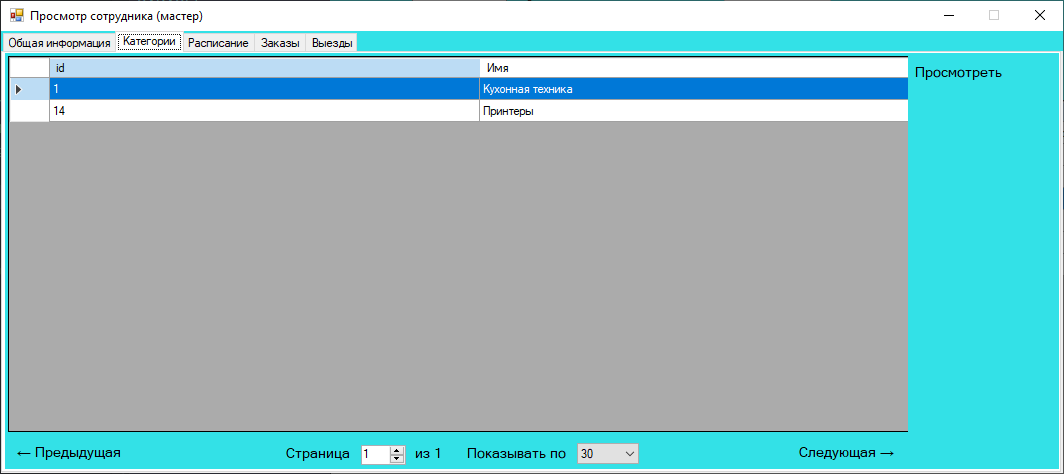 Просмотр сотрудника (мастер)
Общая информация Категории Расписание Заказы Выезды
id Имя
Просмотреть
1 Кухонная техника
14 Принтеры
← Предыдущая Страница 1 из 1 Показывать по 30 Следующая →